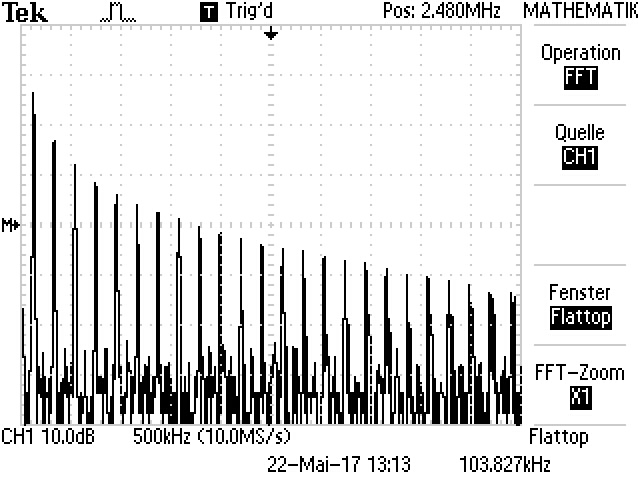 Tek T Trig'd Pos: 2.480MHz MATHEMATIK
Operation
FFT
Quelle
CH1
M
Fenster
Flattop
FFT-Zoom
X1
CH1 10.0dB 500kHz (10.0MS/s) Flattop
22-Mai-17 13:13 103.827kHz